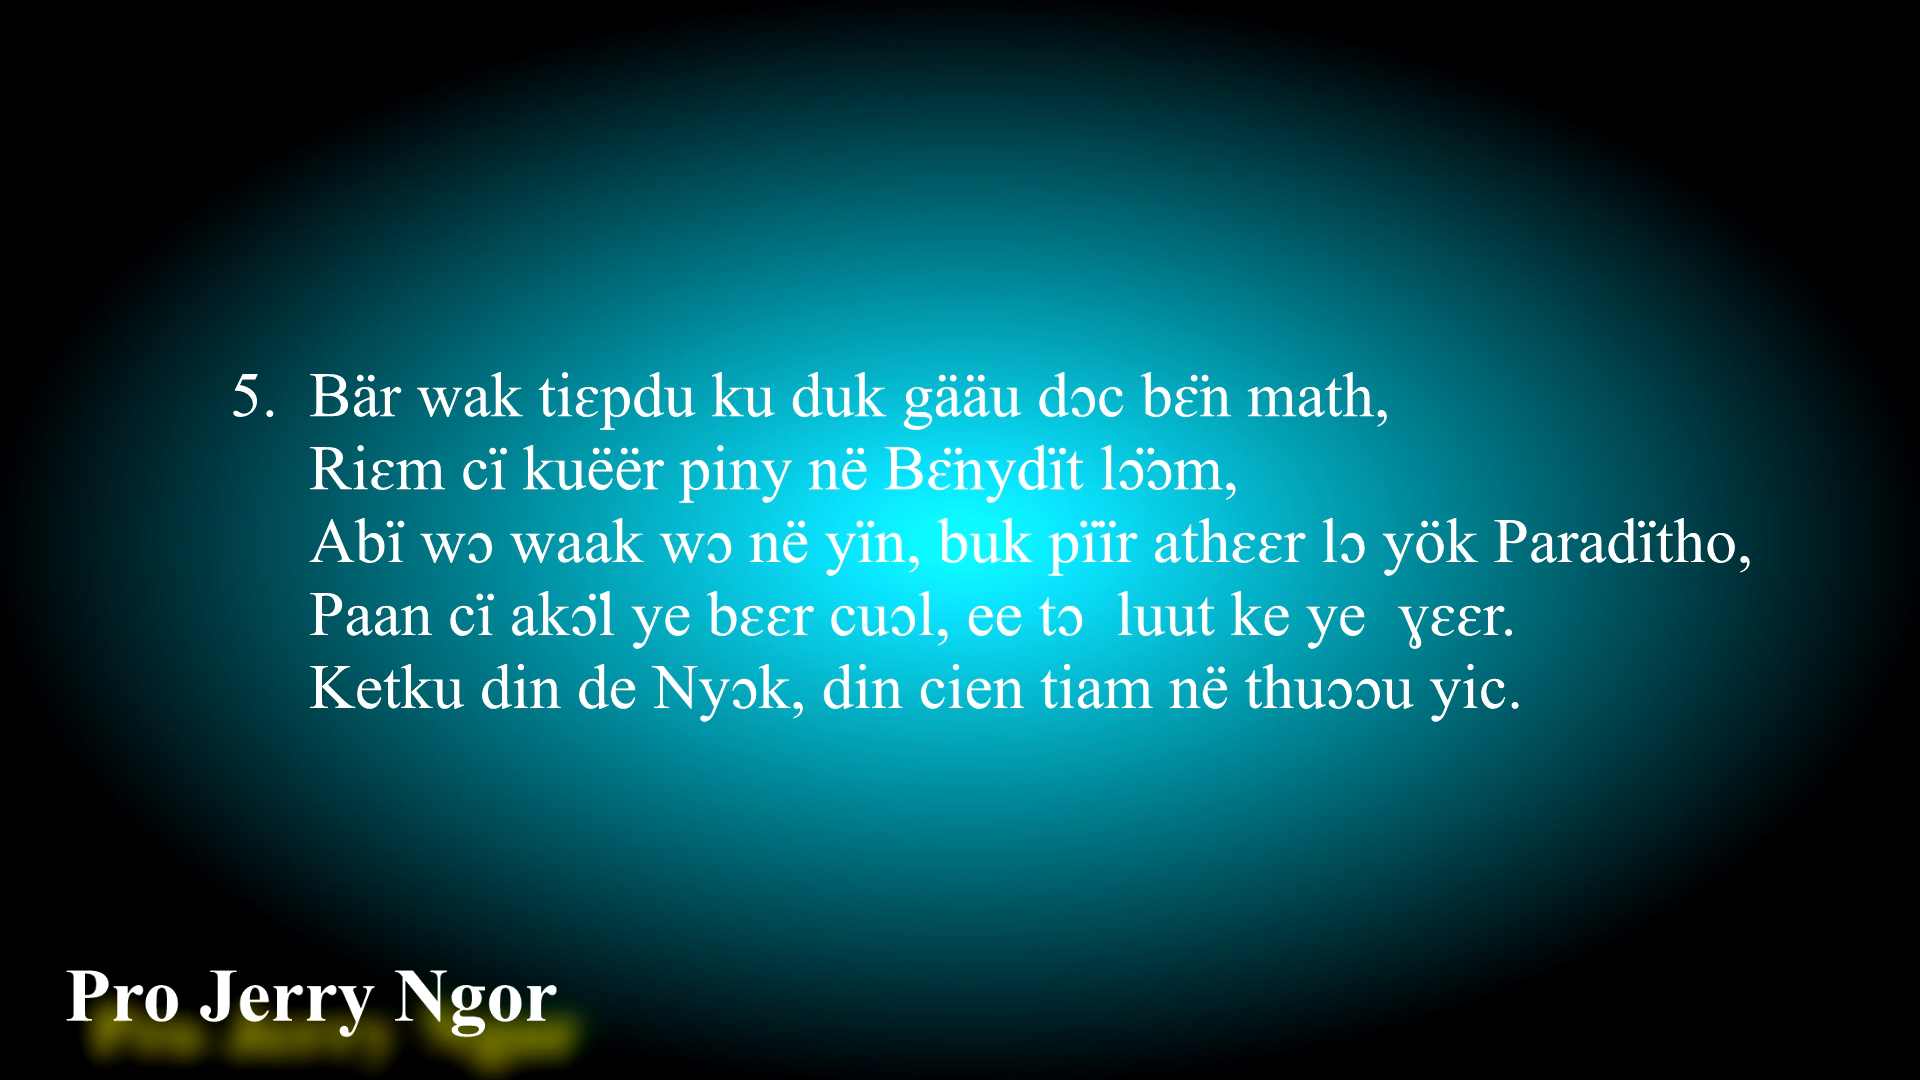 5. Bär wak tiɛpdu ku duk gääu dɔc bɛ̈n math,
Riɛm cï kuëër piny në Bɛ̈nydït lɔ̈ɔ̈m,
Abï wɔ waak wɔ në yïn, buk pïïr athɛɛr lɔ yök Paradïtho,
Paan cï akɔ̈l ye bɛɛr cuɔl, ee tɔ luut ke ye ɣɛɛr.
Ketku din de Nyɔk, din cien tiam në thuɔɔu yic.
Pro Jerry Ngor